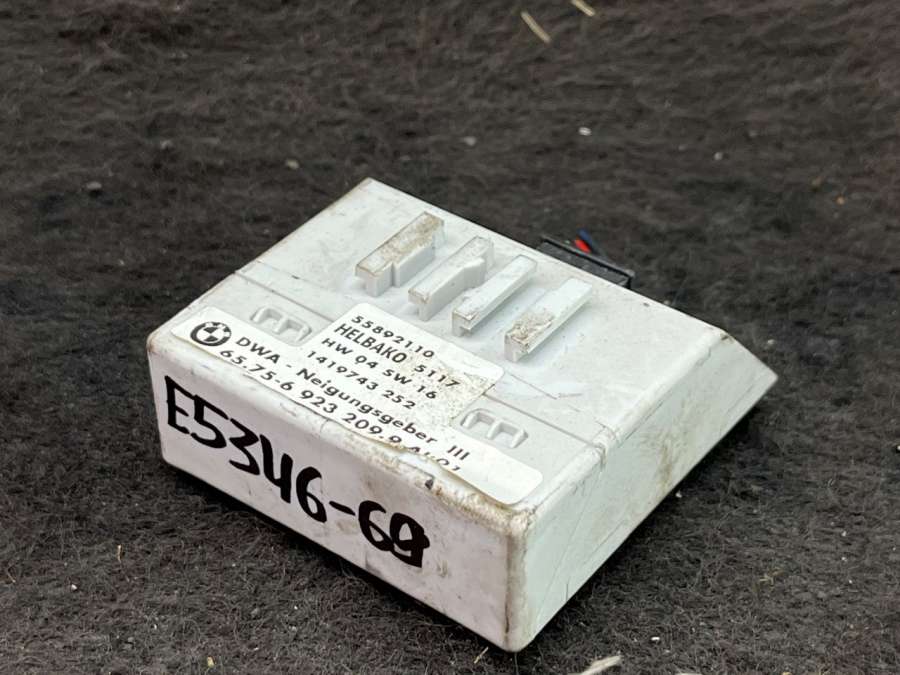 55892110
HELBAKO 5117
HW 04 SW 16
1419743 252
DWA - Neigungsgeber III
65.75-6 923 209.9
E5346-69